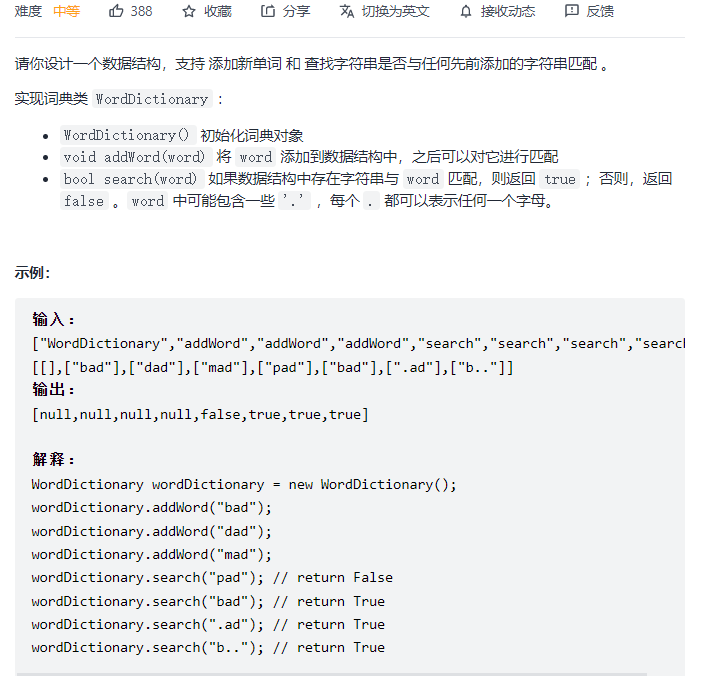 难度 中等 388 收藏 分享 切换为英文 接收动态 反馈
请你设计一个数据结构，支持 添加新单词 和 查找字符串是否与任何先前添加的字符串匹配 。
实现词典类 WordDictionary ：
• WordDictionary() 初始化词典对象
• void addWord(word) 将 word 添加到数据结构中，之后可以对它进行匹配
• bool search(word) 如果数据结构中存在字符串与 word 匹配，则返回 true ；否则，返回
false 。word 中可能包含一些 '.' ，每个 . 都可以表示任何一个字母。
示例：
输入：
["WordDictionary","addWord","addWord","addWord","search","search","search","search
[[],["bad"],["dad"],["mad"],["pad"],["bad"],[".ad"],["b.."]]
输出：
[null,null,null,null,false,true,true,true]
解释：
WordDictionary wordDictionary = new WordDictionary();
wordDictionary.addWord("bad");
wordDictionary.addWord("dad");
wordDictionary.addWord("mad");
wordDictionary.search("pad"); // return False
wordDictionary.search("bad"); // return True
wordDictionary.search(".ad"); // return True
wordDictionary.search("b.."); // return True